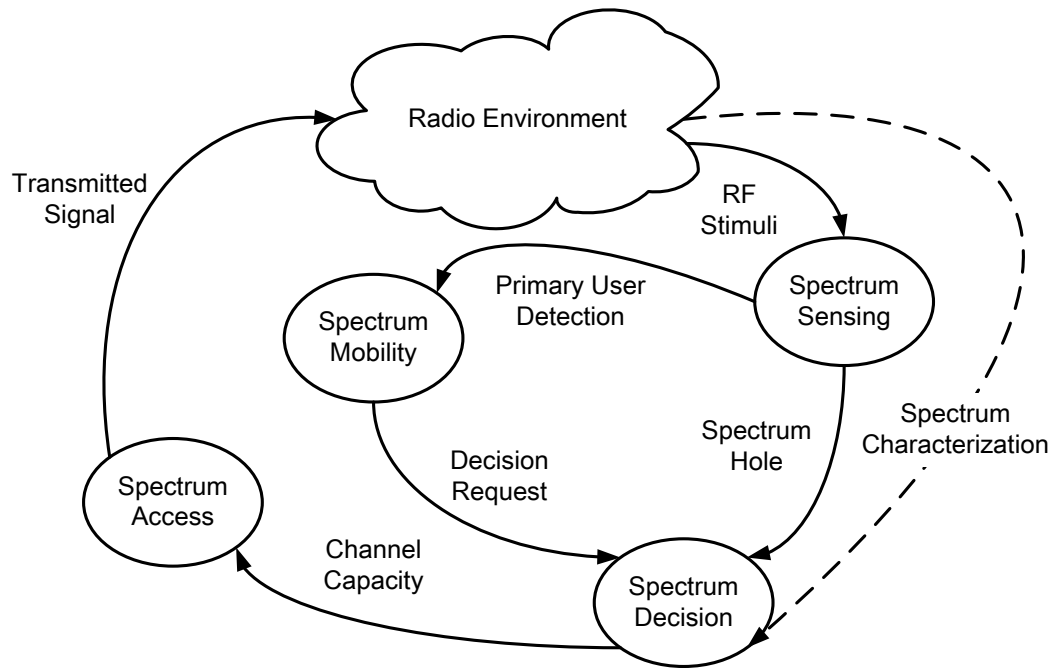 Radio Environment
Transmitted
Signal
RF
Stimuli
Primary User
Detection
Spectrum
Sensing
Spectrum
Mobility
Spectrum
Hole
Spectrum
Characterization
Decision
Request
Spectrum
Access
Channel
Capacity
Spectrum
Decision